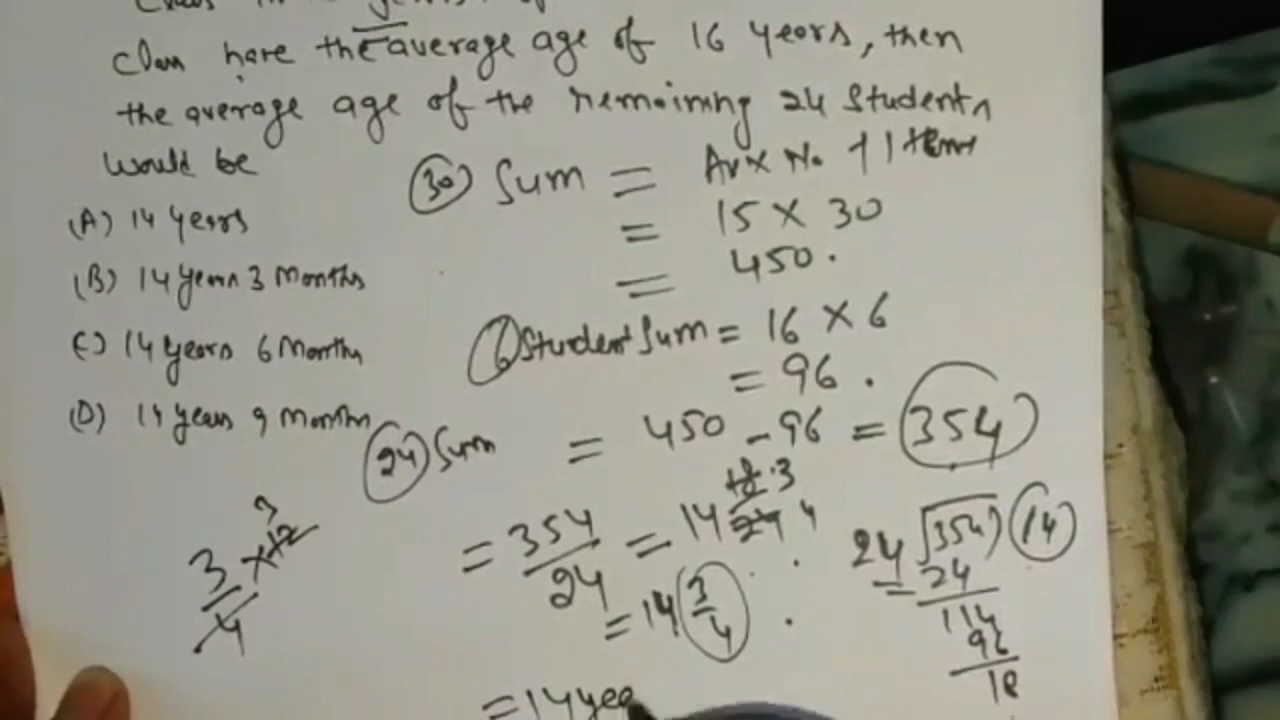 clan have the average age of 16 years, then
the average age of the remaining 24 Students
would be
(A) 14 years
(B) 14 years 3 Months
(C) 14 years 6 Months
(D) 14 years 9 months
(30) Sum = Av x No of items
= 15 x 30
= 450.
(6) Student Sum = 16 x 6
= 96.
(24) Sum = 450 - 96 = 354
= 354/24 = 14 18/24 3 4
= 14 3/4
= 14 yea
3/4 x 12 3
24 354 14
24
114
96
18